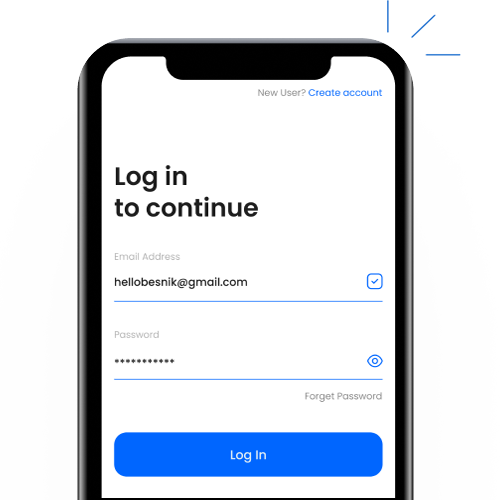 New User? Create account
Log in
to continue
Email Address
hellobesnik@gmail.com
Password
***********
Forget Password
Log In